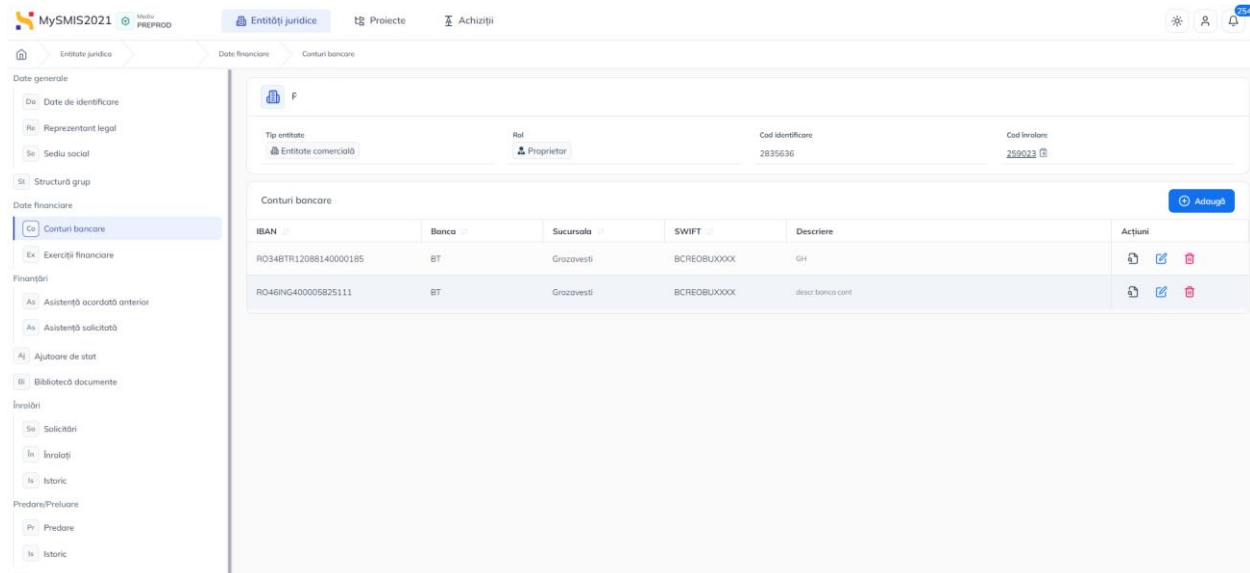 MySMIS2021 Mediu PREPROD Entități juridice Proiecte Achiziții 254
Entitate juridica Date financiare Conturi bancare
Date generale
Da Date de identificare
Re Reprezentant legal
Se Sediu social
St Structură grup
Date financiare
Co Conturi bancare
Ex Exerciții financiare
Finanțări
As Asistență acordată anterior
As Asistență solicitată
Aj Ajutoare de stat
Bi Bibliotecă documente
Înrolări
So Solicitări
În Înrolați
Is Istoric
Predare/Preluare
Pr Predare
Is Istoric
F
Tip entitate Rol Cod identificare Cod înrolare
Entitate comercială Proprietar 2835636 259023
Conturi bancare Adaugă
IBAN Banca Sucursala SWIFT Descriere Acțiuni
RO34BTR12088140000185 BT Grozavesti BCREOBUXXXX GH
RO46ING400005825111 BT Grozavesti BCREOBUXXXX descr banca cont